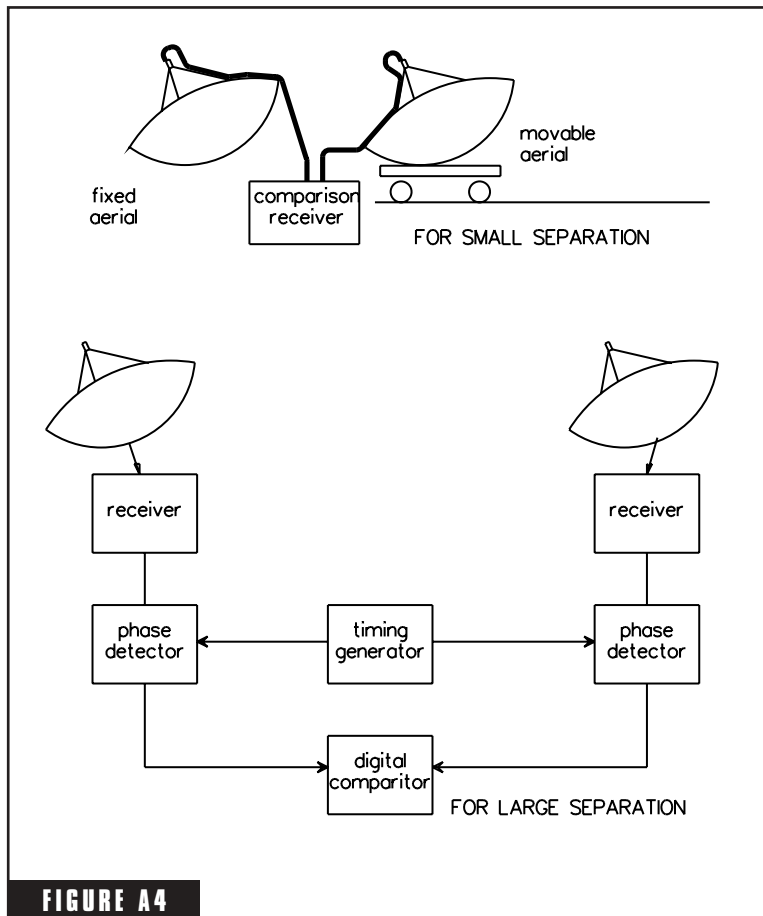 fixed
aerial
comparison
receiver
movable
aerial
FOR SMALL SEPARATION
receiver
receiver
phase
detector
timing
generator
phase
detector
digital
comparitor
FOR LARGE SEPARATION
FIGURE A4